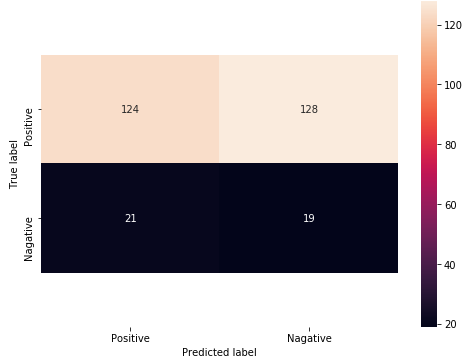 120
100
80
60
40
20
True label
Positive
Nagative
124
128
21
19
Positive
Nagative
Predicted label